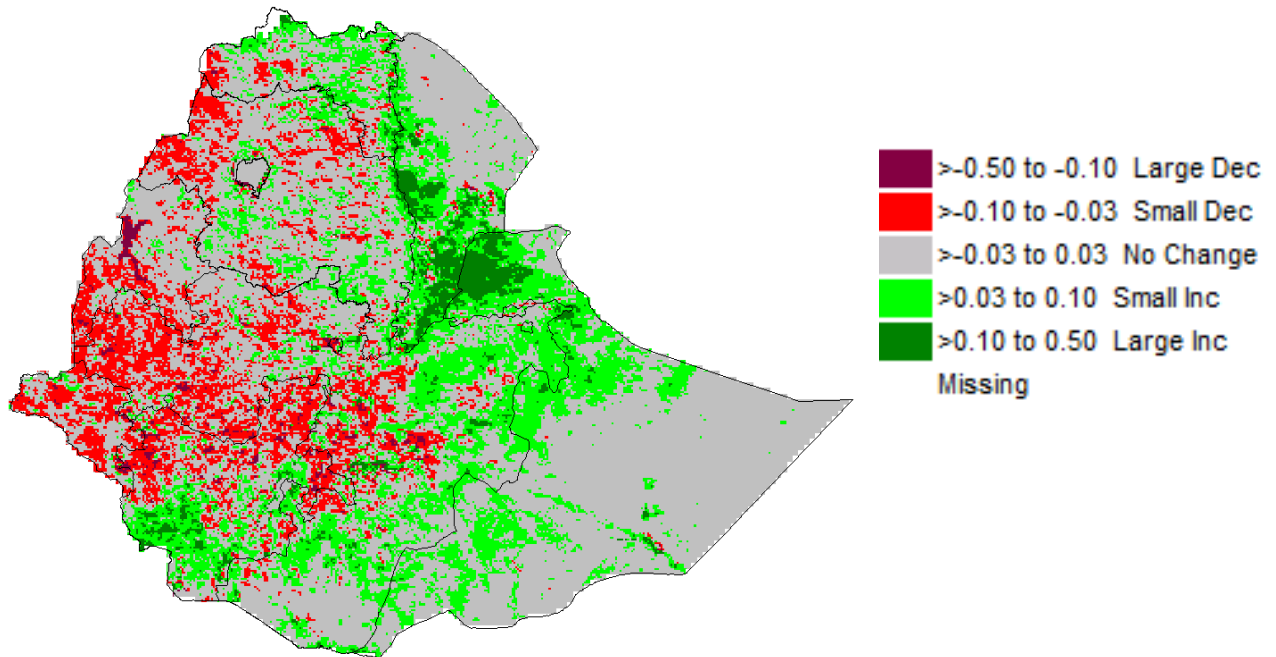 >-0.50 to -0.10 Large Dec
>-0.10 to -0.03 Small Dec
>-0.03 to 0.03 No Change
>0.03 to 0.10 Small Inc
>0.10 to 0.50 Large Inc
Missing